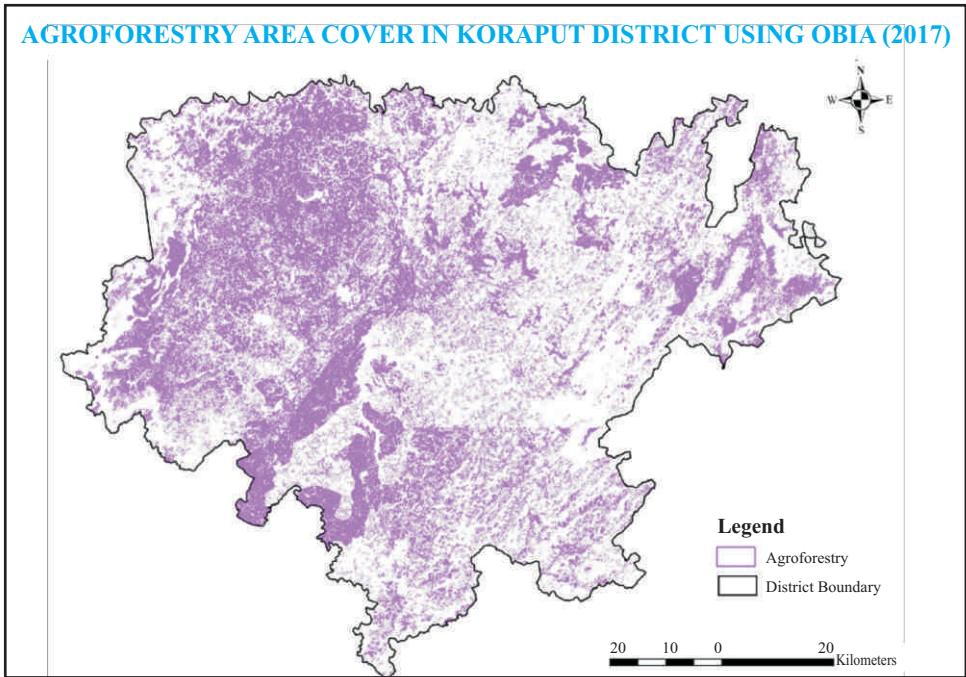 AGROFORESTRY AREA COVER IN KORAPUT DISTRICT USING OBIA (2017)
N
W E
S
Legend
Agroforestry
District Boundary
20 10 0 20
Kilometers